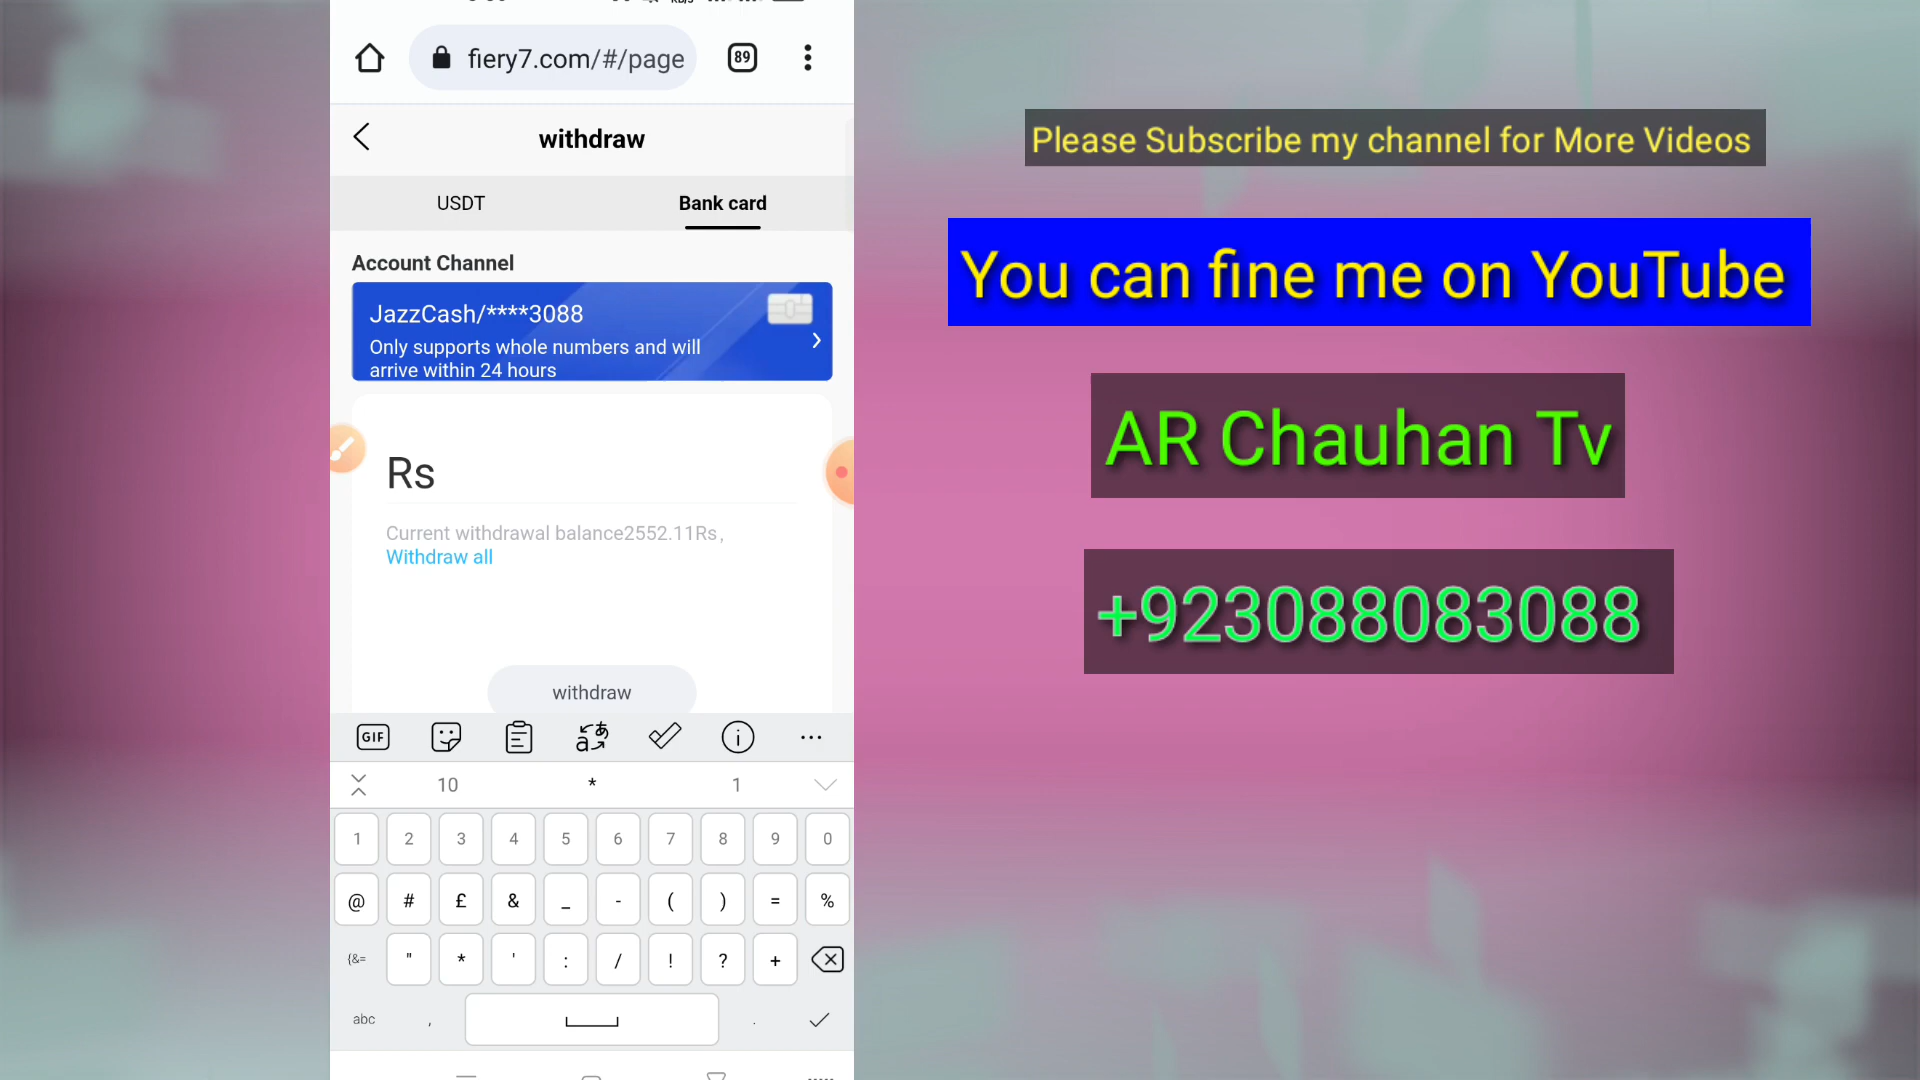 fiery7.com/#/page
89
withdraw
USDT
Bank card
Account Channel
JazzCash/****3088
Only supports whole numbers and will
arrive within 24 hours
Rs
Current withdrawal balance2552.11Rs,
Withdraw all
withdraw
GIF
10 * 1
1 2 3 4 5 6 7 8 9 0
@ # £ & _ - ( ) = %
{&= " * ' : / ! ? +
abc , .
Please Subscribe my channel for More Videos
You can fine me on YouTube
AR Chauhan Tv
+923088083088